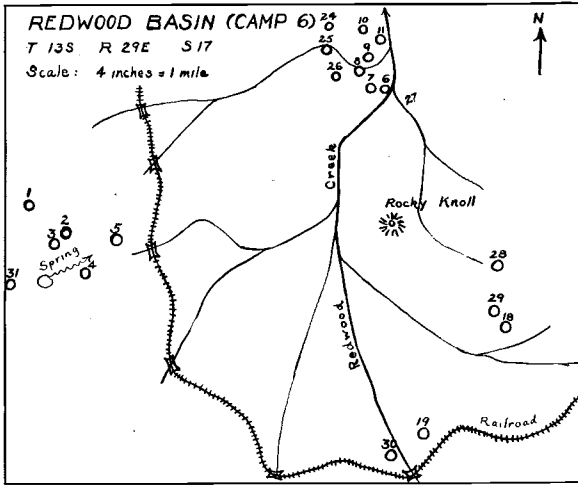 REDWOOD BASIN (CAMP 6)
T 13S R 29E S 17
Scale: 4 inches = 1 mile
N
24
10
11
25
9
8
26
7
6
27
Creek
Rocky Knoll
1
2
3
5
Spring
4
31
28
29
18
Redwood
19
30
Railroad